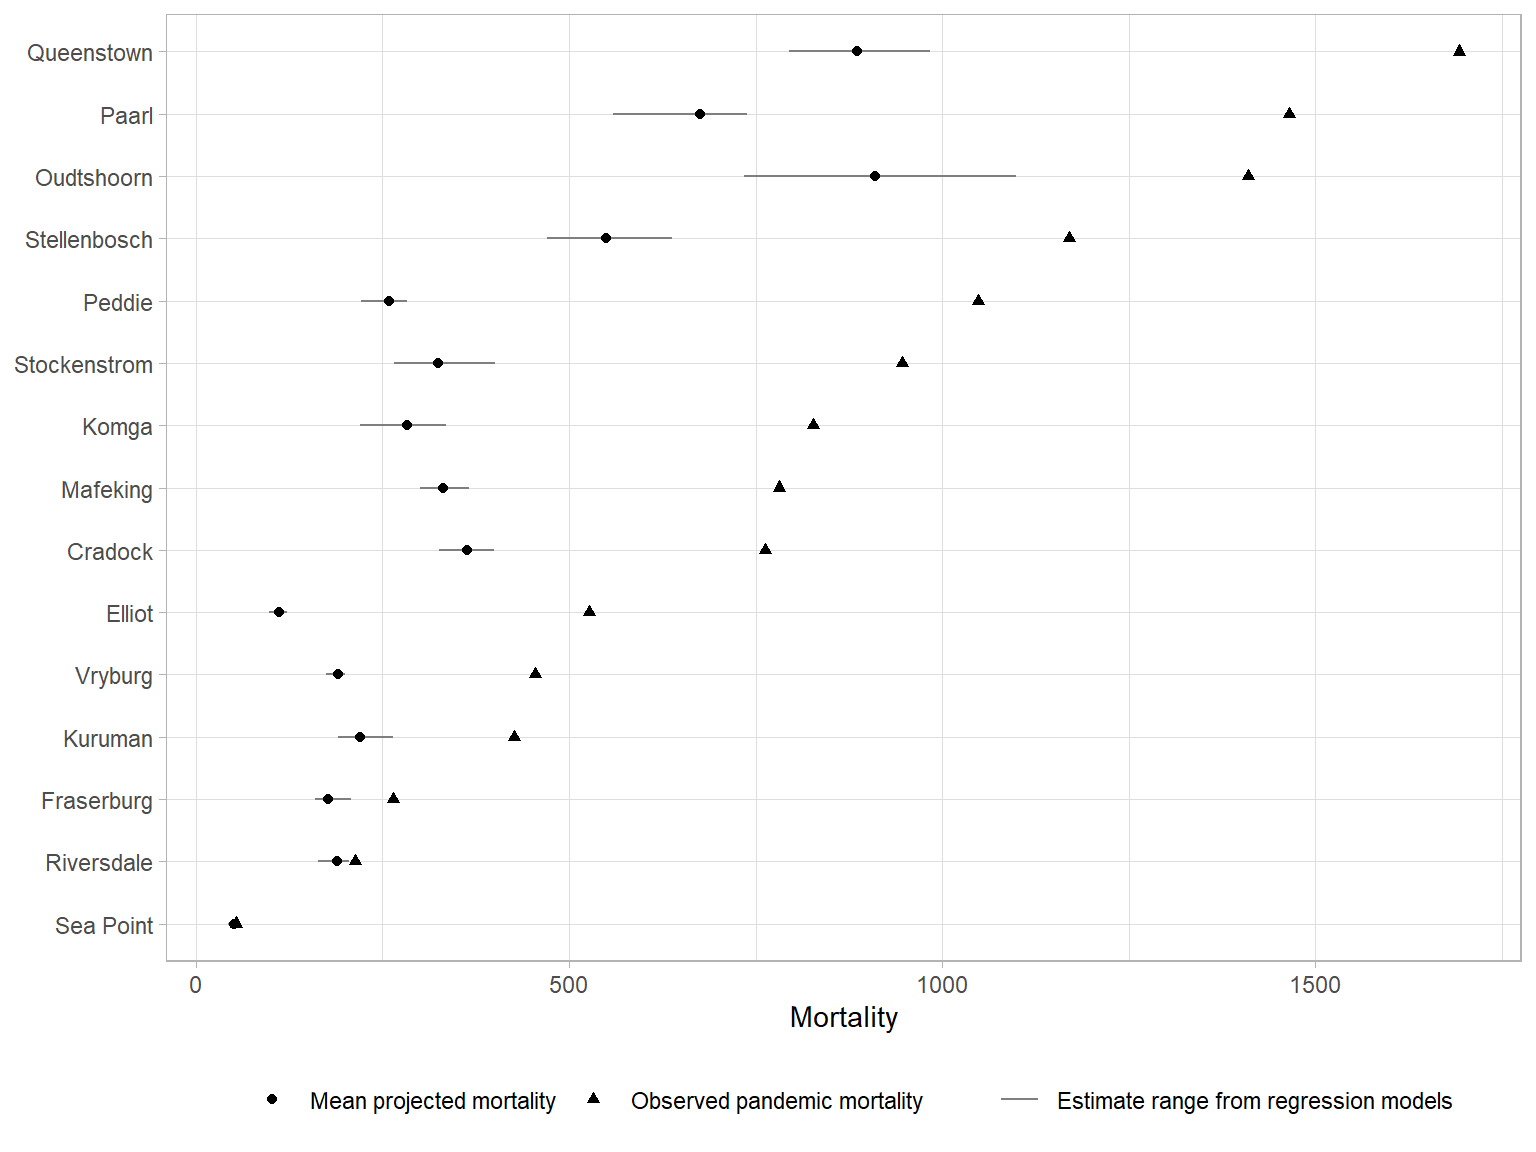 Queenstown
Paarl
Oudtshoorn
Stellenbosch
Peddie
Stockenstrom
Komga
Mafeking
Cradock
Elliot
Vryburg
Kuruman
Fraserburg
Riversdale
Sea Point
0 500 1000 1500
Mortality
Mean projected mortality Observed pandemic mortality Estimate range from regression models